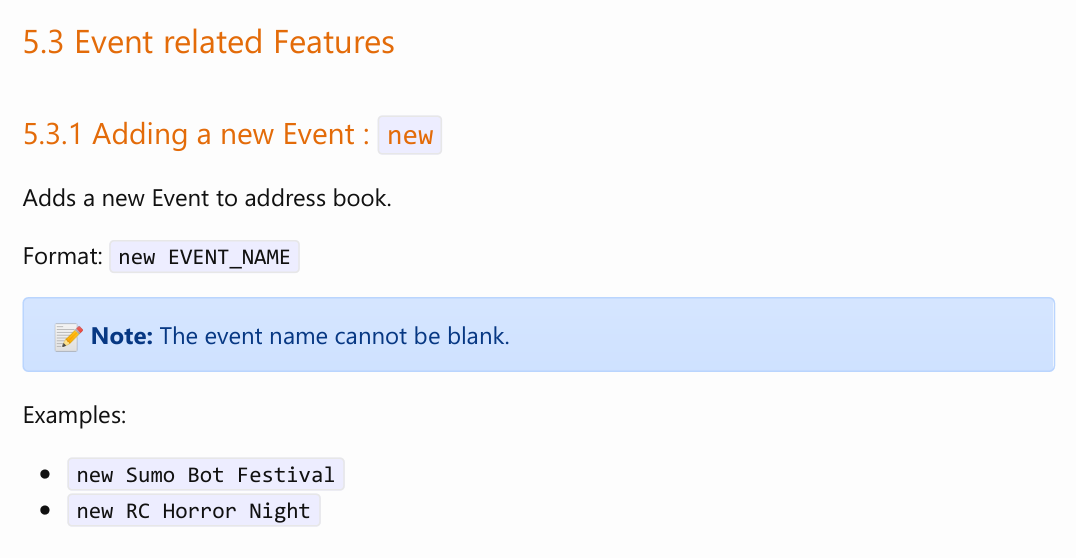 5.3 Event related Features
5.3.1 Adding a new Event : new
Adds a new Event to address book.
Format: new EVENT_NAME
Note: The event name cannot be blank.
Examples:
new Sumo Bot Festival
new RC Horror Night